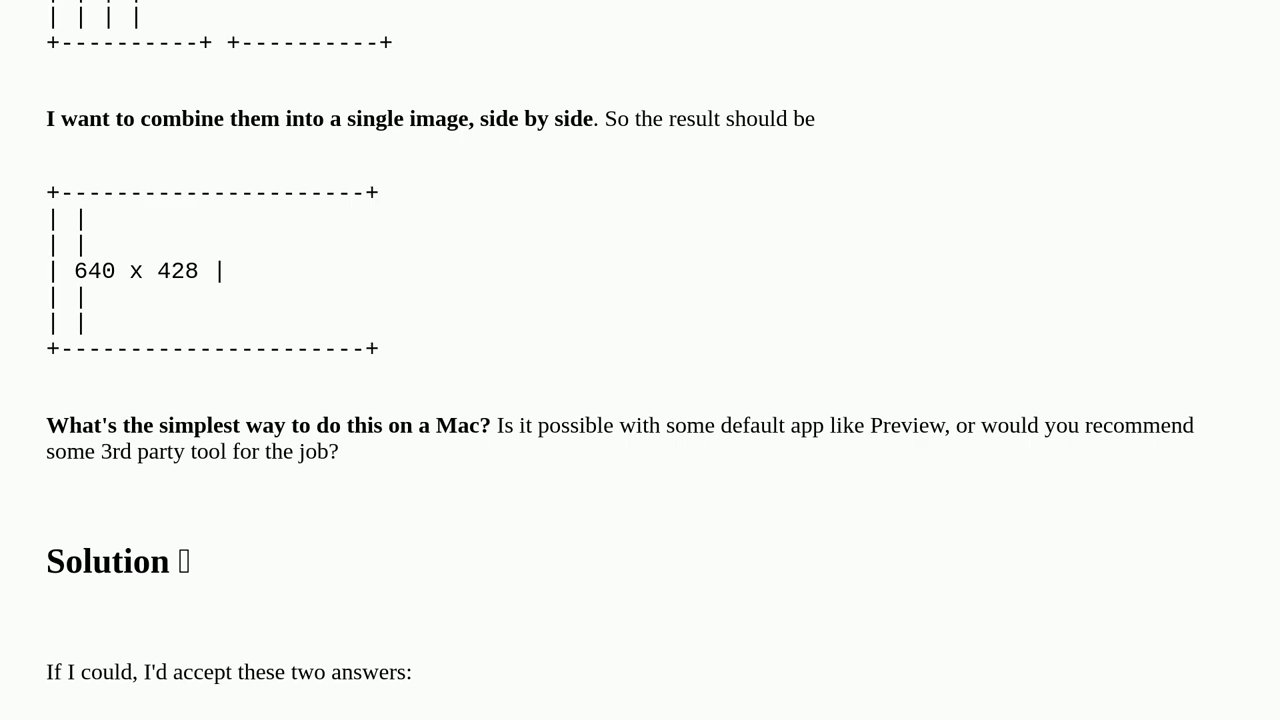 | | | |
+----------+ +----------+
I want to combine them into a single image, side by side. So the result should be
+----------------------+
| |
| |
| 640 x 428 |
| |
| |
+----------------------+
What's the simplest way to do this on a Mac? Is it possible with some default app like Preview, or would you recommend
some 3rd party tool for the job?
Solution
If I could, I'd accept these two answers: